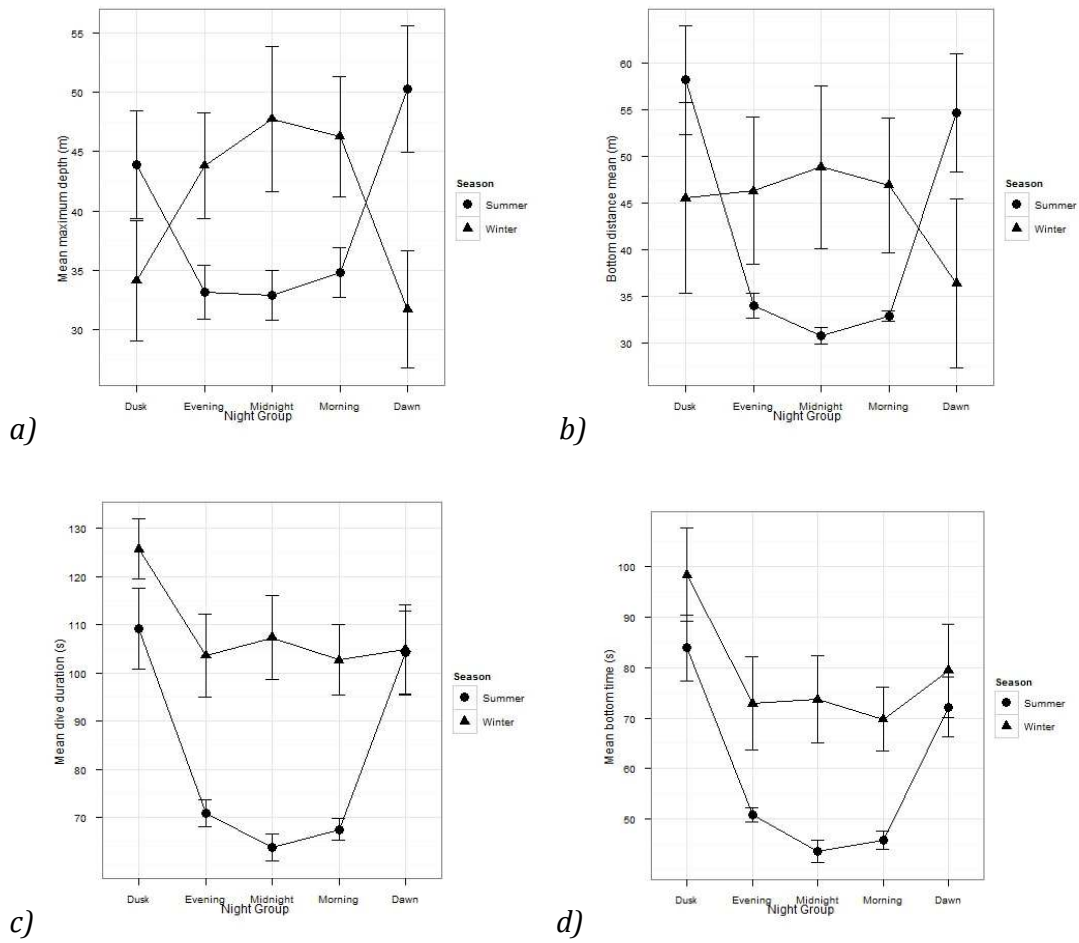 55
50
45
40
35
30
Mean maximum depth (m)
Dusk Evening Midnight Morning Dawn
Night Group
Season
Summer
Winter
a)
60
55
50
45
40
35
30
Bottom distance mean (m)
Dusk Evening Midnight Morning Dawn
Night Group
Season
Summer
Winter
b)
130
120
110
100
90
80
70
Mean dive duration (s)
Dusk Evening Midnight Morning Dawn
Night Group
Season
Summer
Winter
c)
100
90
80
70
60
50
Mean bottom time (s)
Dusk Evening Midnight Morning Dawn
Night Group
Season
Summer
Winter
d)